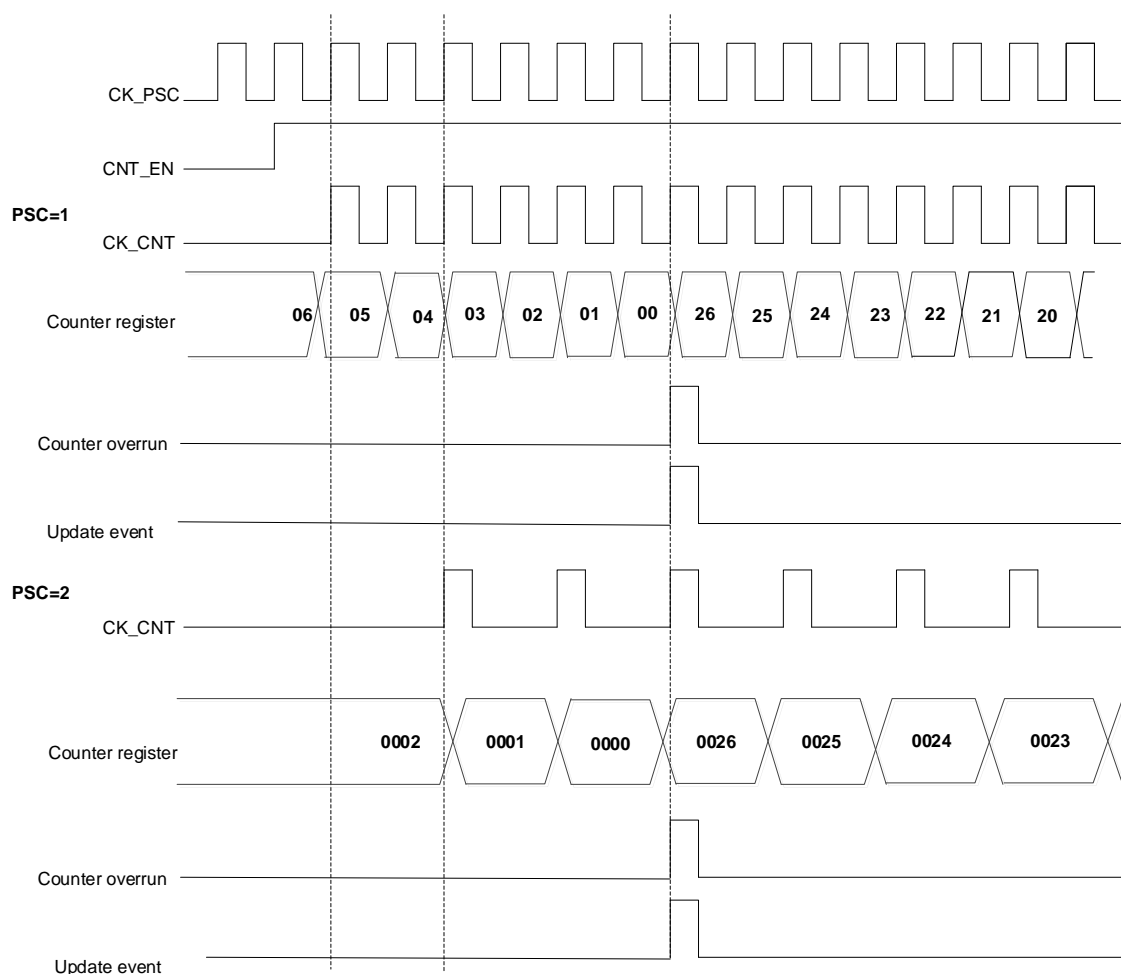 CK_PSC
CNT_EN
PSC=1
CK_CNT
Counter register 06 05 04 03 02 01 00 26 25 24 23 22 21 20
Counter overrun
Update event
PSC=2
CK_CNT
Counter register 0002 0001 0000 0026 0025 0024 0023
Counter overrun
Update event